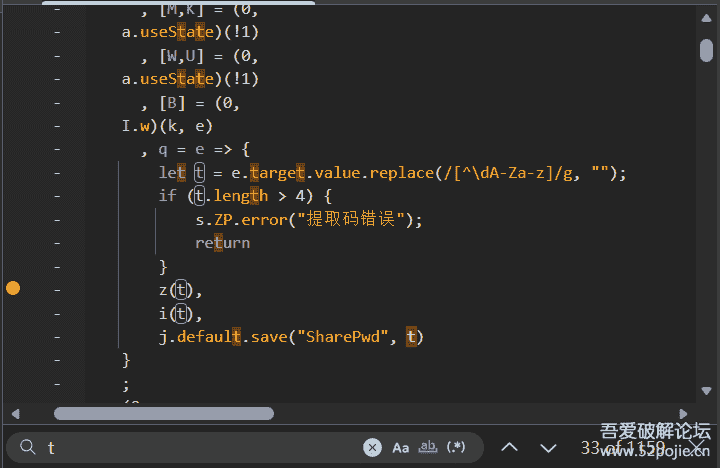 - , [M,K] = (0,
- a.useState)(!1)
- , [W,U] = (0,
- a.useState)(!1)
- , [B] = (0,
- I.w)(k, e)
- , q = e => {
- let t = e.target.value.replace(/[^\dA-Za-z]/g, "");
- if (t.length > 4) {
- s.ZP.error("提取码错误");
- return
- }
z(t),
- i(t),
- j.default.save("SharePwd", t)
- }
- ;
t Aa ab (.*) 33 of 1159
吾爱破解论坛
www.52pojie.cn